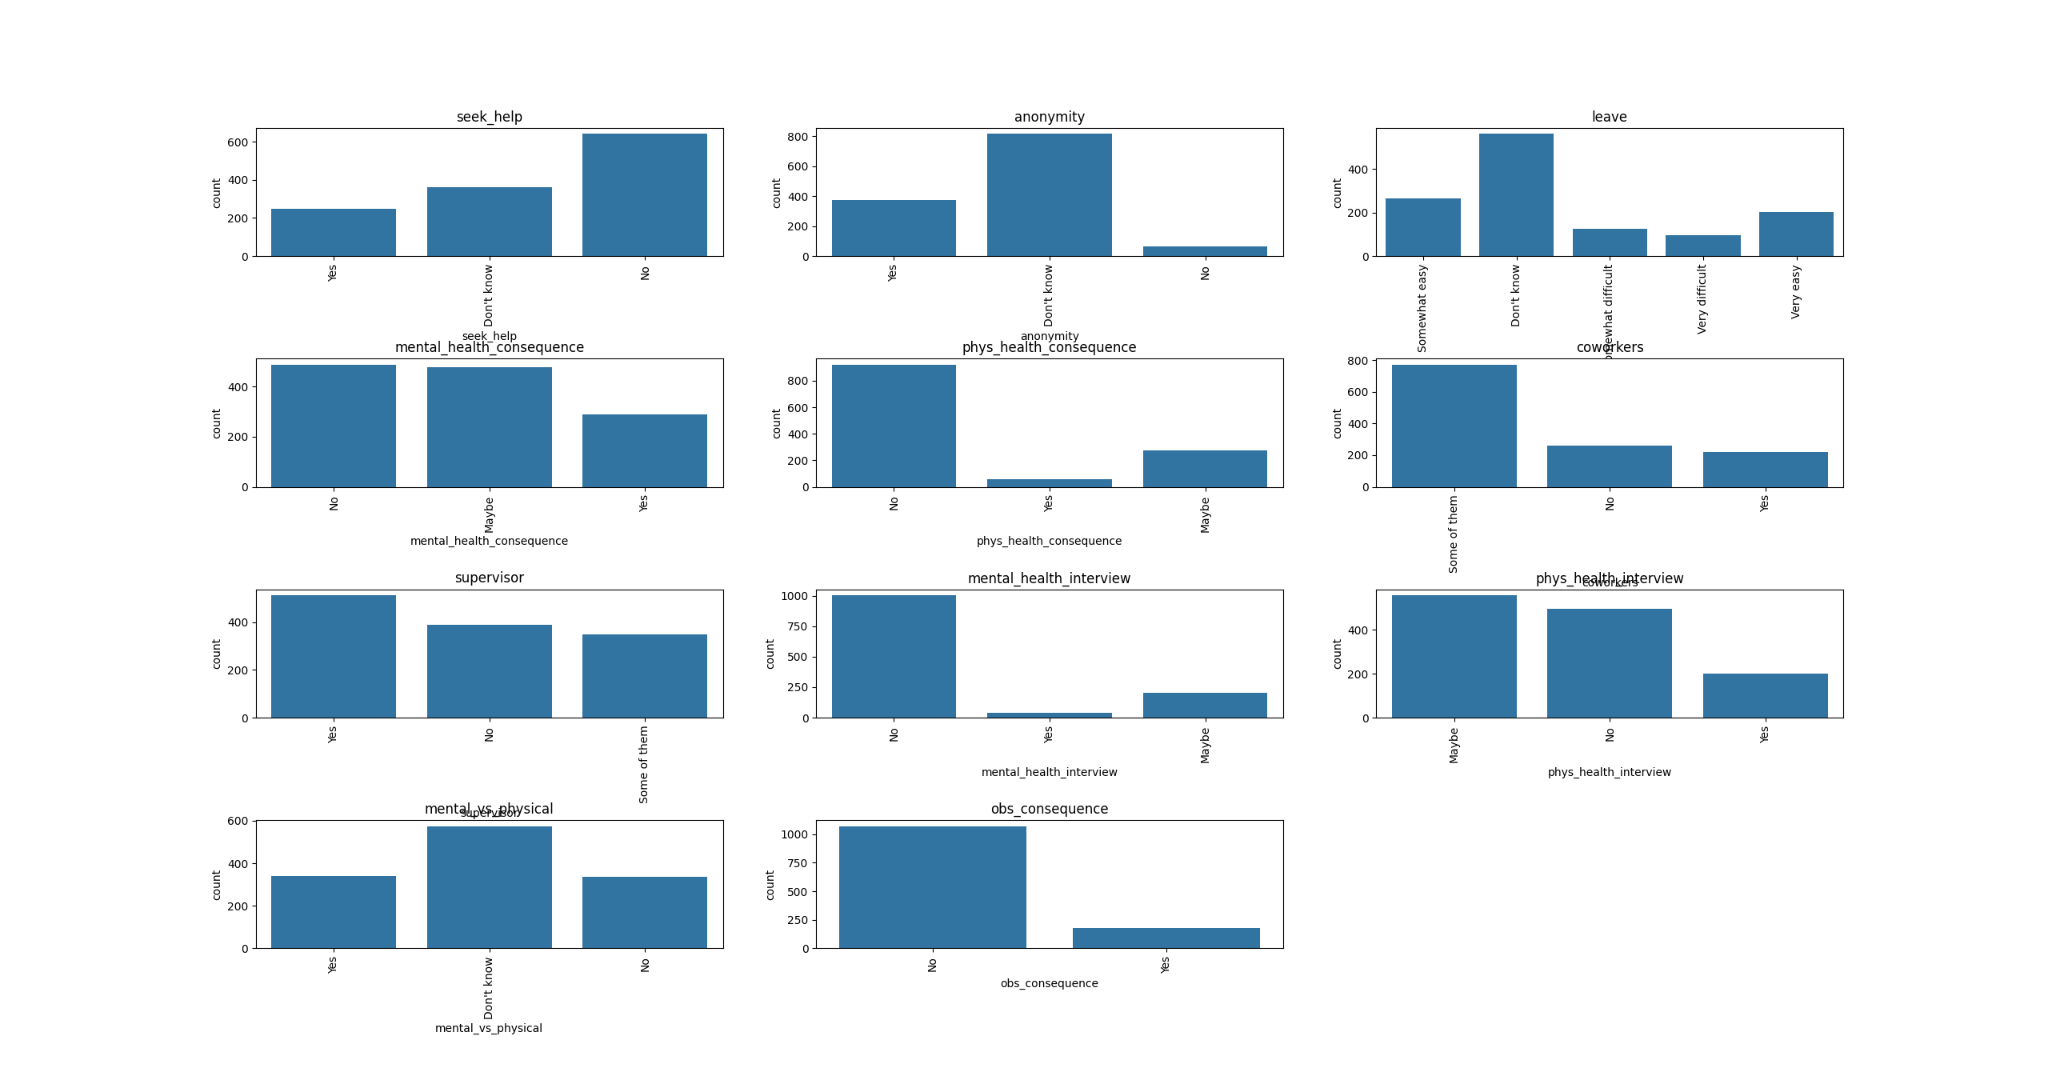 seek_help
count
600
400
200
0
Yes
Don't know
No
seek_help
anonymity
count
800
600
400
200
0
Yes
Don't know
No
anonymity
leave
count
400
200
0
Somewhat easy
Don't know
Somewhat difficult
Very difficult
Very easy
mental_health_consequence
count
400
200
0
No
Maybe
Yes
mental_health_consequence
phys_health_consequence
count
800
600
400
200
0
No
Yes
Maybe
phys_health_consequence
coworkers
count
800
600
400
200
0
Some of them
No
Yes
coworkers
supervisor
count
400
200
0
Yes
No
Some of them
supervisor
mental_health_interview
count
1000
750
500
250
0
No
Yes
Maybe
mental_health_interview
phys_health_interview
count
400
200
0
Maybe
No
Yes
phys_health_interview
mental_vs_physical
count
600
400
200
0
Yes
Don't know
No
mental_vs_physical
obs_consequence
count
1000
750
500
250
0
No
Yes
obs_consequence